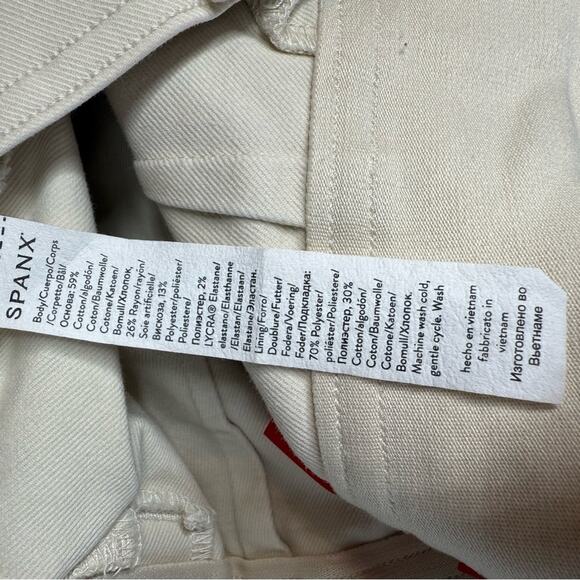 SPANX®
Body/Cuerpo/Corps
/Corpetto/Bål/
Основа: 59%
Cotton/algodón/
Coton/Baumwolle/
Cotone/Katoen/
Bomull/Хлопок,
26% Rayon/rayón/
Soie artificielle/
Вискоза, 13%
Polyester/poliéster/
Poliestere/
Полиэстер, 2%
LYCRA® Elastane/
elastano/Elasthanne
/Elastan/Elastaan/
Elastane/Эластан.
Lining/Forro/
Doublure/Futter/
Fodera/Voering/
Foder/Подкладка:
70% Polyester/
poliéster/Poliestere/
Полиэстер, 30%
Cotton/algodón/
Coton/Baumwolle/
Cotone/Katoen/
Bomull/Хлопок.
Machine wash cold,
gentle cycle. Wash
hecho en vietnam
fabbricato in
vietnam
Изготовлено во
Вьетнаме